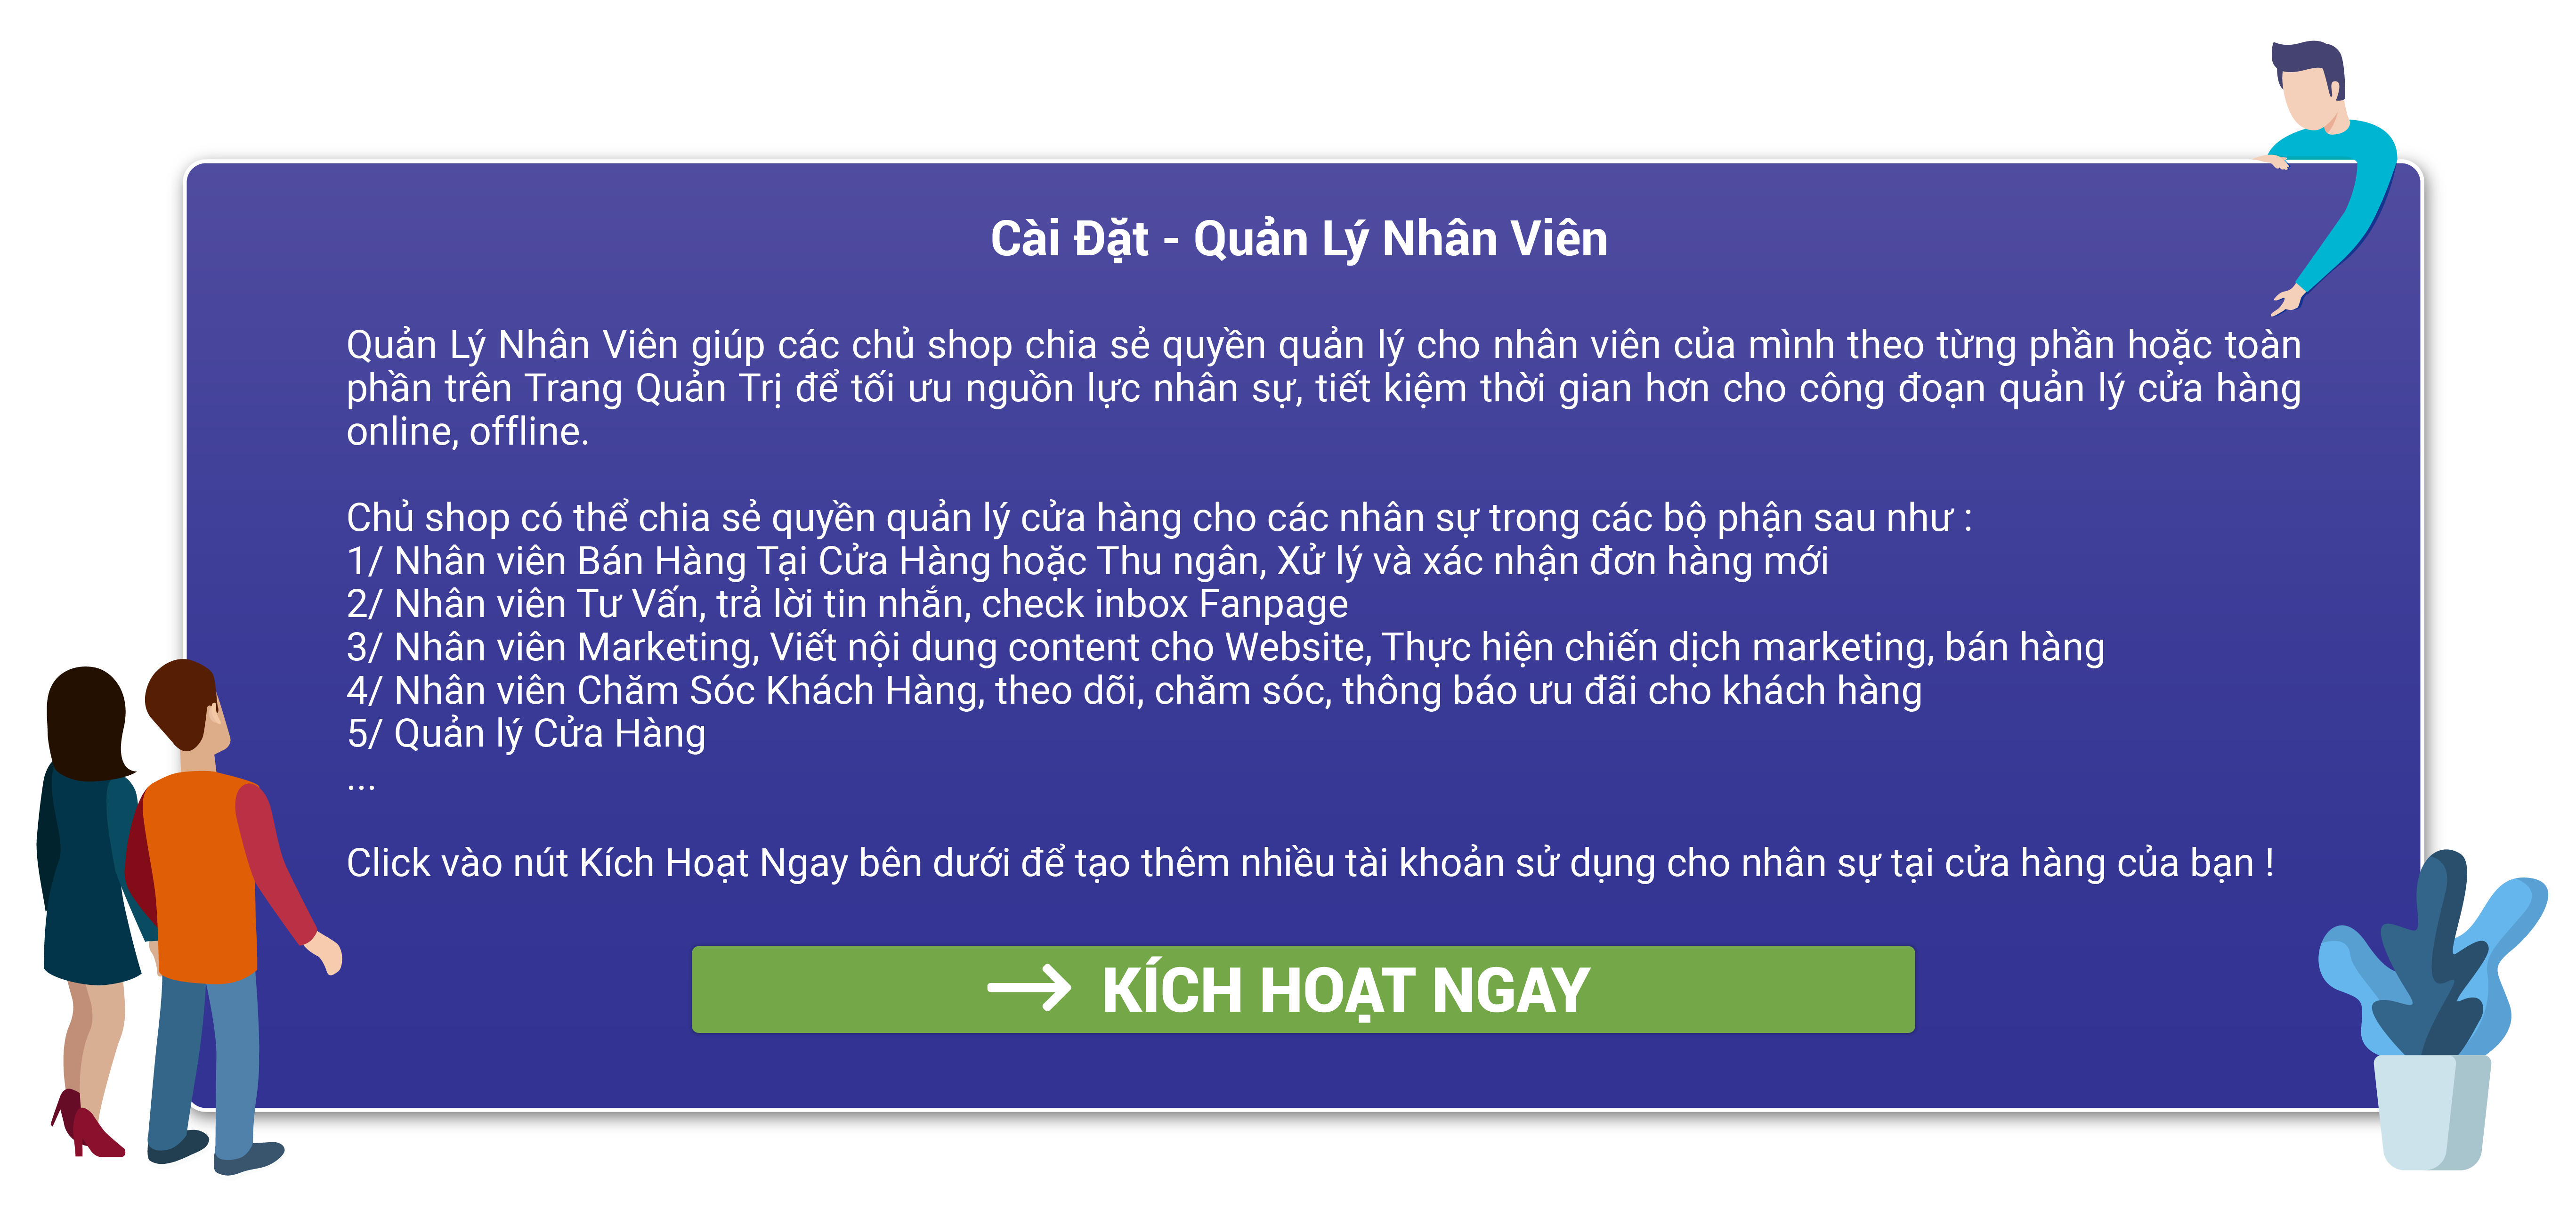 Cài Đặt - Quản Lý Nhân Viên
Quản Lý Nhân Viên giúp các chủ shop chia sẻ quyền quản lý cho nhân viên của mình theo từng phần hoặc toàn
phần trên Trang Quản Trị để tối ưu nguồn lực nhân sự, tiết kiệm thời gian hơn cho công đoạn quản lý cửa hàng
online, offline.
Chủ shop có thể chia sẻ quyền quản lý cửa hàng cho các nhân sự trong các bộ phận sau như :
1/ Nhân viên Bán Hàng Tại Cửa Hàng hoặc Thu ngân, Xử lý và xác nhận đơn hàng mới
2/ Nhân viên Tư Vấn, trả lời tin nhắn, check inbox Fanpage
3/ Nhân viên Marketing, Viết nội dung content cho Website, Thực hiện chiến dịch marketing, bán hàng
4/ Nhân viên Chăm Sóc Khách Hàng, theo dõi, chăm sóc, thông báo ưu đãi cho khách hàng
5/ Quản lý Cửa Hàng
...
Click vào nút Kích Hoạt Ngay bên dưới để tạo thêm nhiều tài khoản sử dụng cho nhân sự tại cửa hàng của bạn !
→ KÍCH HOẠT NGAY